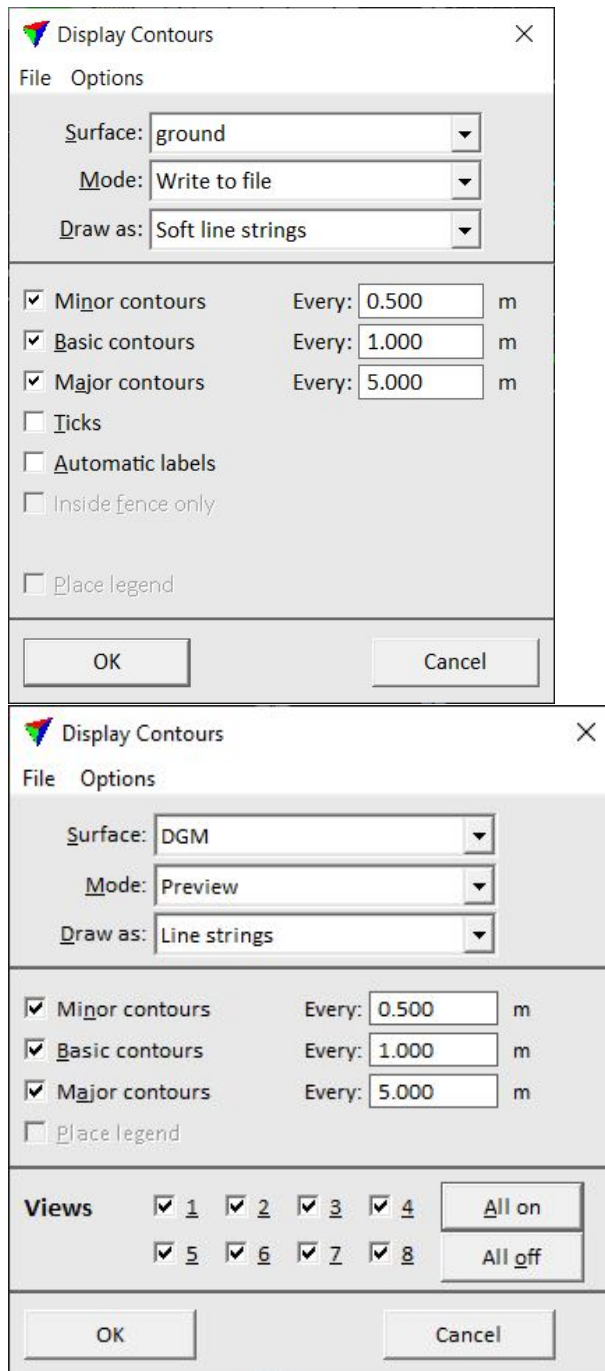 Display Contours
File Options
Surface: ground
Mode: Write to file
Draw as: Soft line strings
Minor contours Every: 0.500 m
Basic contours Every: 1.000 m
Major contours Every: 5.000 m
Ticks
Automatic labels
Inside fence only
Place legend
OK Cancel
Display Contours
File Options
Surface: DGM
Mode: Preview
Draw as: Line strings
Minor contours Every: 0.500 m
Basic contours Every: 1.000 m
Major contours Every: 5.000 m
Place legend
Views 1 2 3 4 All on
5 6 7 8 All off
OK Cancel